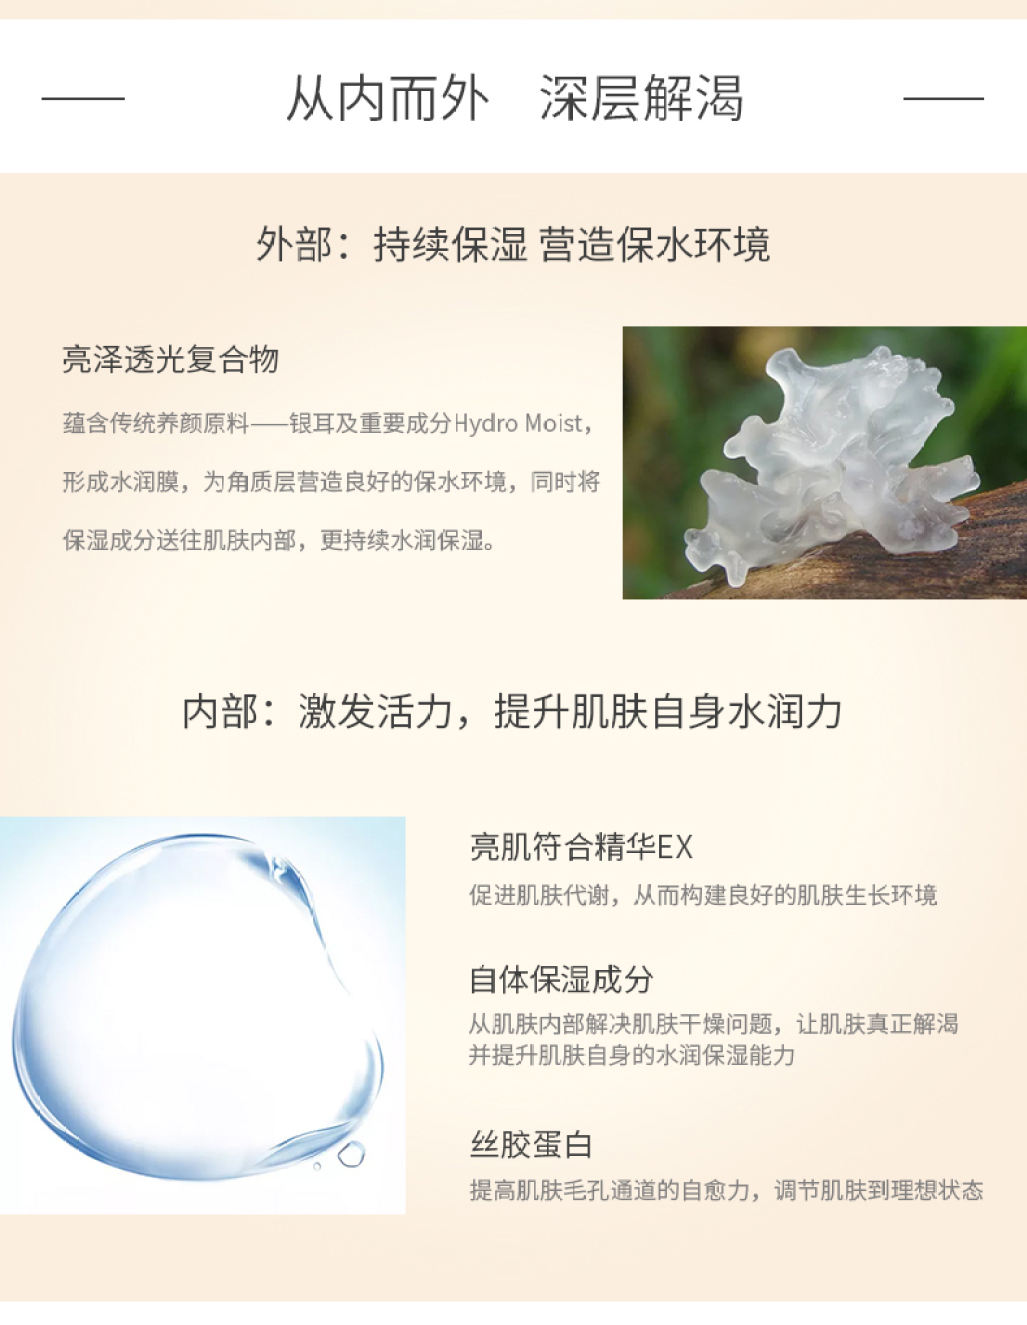 从内而外 深层解渴
外部：持续保湿 营造保水环境
亮泽透光复合物
蕴含传统养颜原料——银耳及重要成分Hydro Moist，
形成水润膜，为角质层营造良好的保水环境，同时将
保湿成分送往肌肤内部，更持续水润保湿。
内部：激发活力，提升肌肤自身水润力
亮肌符合精华EX
促进肌肤代谢，从而构建良好的肌肤生长环境
自体保湿成分
从肌肤内部解决肌肤干燥问题，让肌肤真正解渴
并提升肌肤自身的水润保湿能力
丝胶蛋白
提高肌肤毛孔通道的自愈力，调节肌肤到理想状态